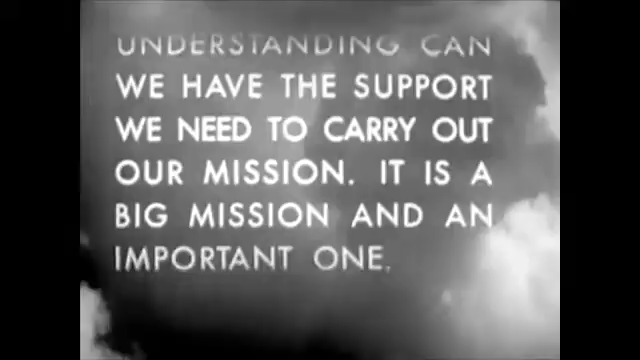 UNDERSTANDING CAN
WE HAVE THE SUPPORT
WE NEED TO CARRY OUT
OUR MISSION. IT IS A
BIG MISSION AND AN
IMPORTANT ONE.